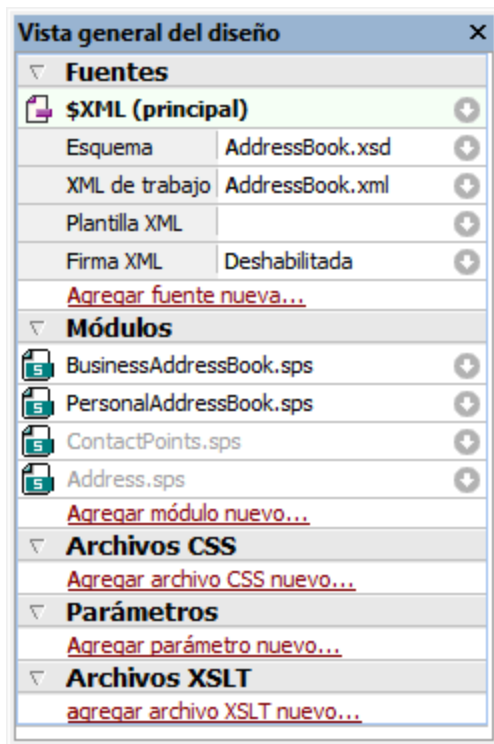 Vista general del diseño
Fuentes
$XML (principal)
Esquema AddressBook.xsd
XML de trabajo AddressBook.xml
Plantilla XML
Firma XML Deshabilitada
Agregar fuente nueva...
Módulos
BusinessAddressBook.sps
PersonalAddressBook.sps
ContactPoints.sps
Address.sps
Agregar módulo nuevo...
Archivos CSS
Agregar archivo CSS nuevo...
Parámetros
Agregar parámetro nuevo...
Archivos XSLT
agregar archivo XSLT nuevo...